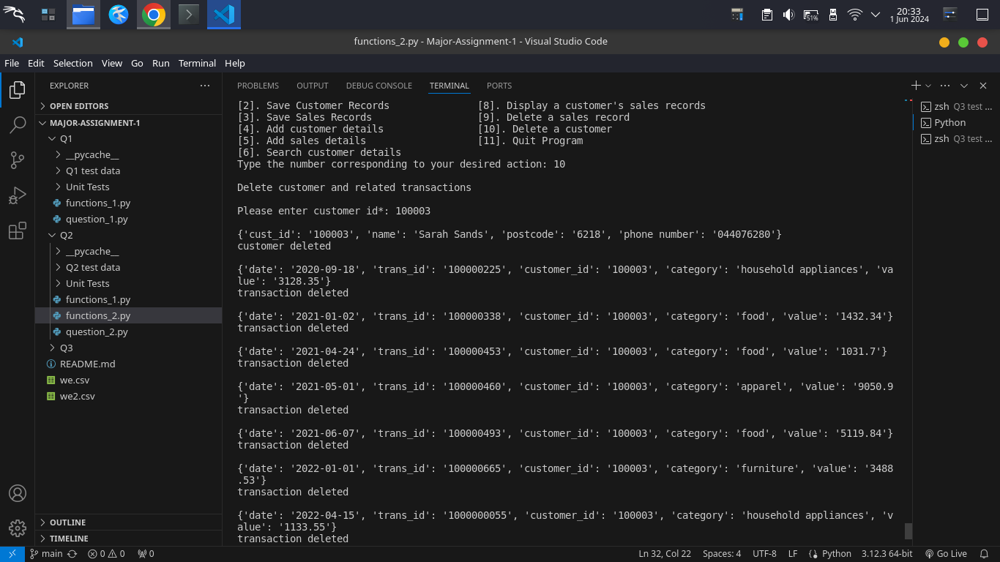 51%
20:33
1 Jun 2024
functions_2.py - Major-Assignment-1 - Visual Studio Code
File Edit Selection View Go Run Terminal Help
EXPLORER
OPEN EDITORS
MAJOR-ASSIGNMENT-1
Q1
__pycache__
Q1 test data
Unit Tests
functions_1.py
question_1.py
Q2
__pycache__
Q2 test data
Unit Tests
functions_1.py
functions_2.py
question_2.py
Q3
README.md
we.csv
we2.csv
OUTLINE
TIMELINE
PROBLEMS OUTPUT DEBUG CONSOLE TERMINAL PORTS
[2]. Save Customer Records [8]. Display a customer's sales records
[3]. Save Sales Records [9]. Delete a sales record
[4]. Add customer details [10]. Delete a customer
[5]. Add sales details [11]. Quit Program
[6]. Search customer details
Type the number corresponding to your desired action: 10
Delete customer and related transactions
Please enter customer id*: 100003
{'cust_id': '100003', 'name': 'Sarah Sands', 'postcode': '6218', 'phone number': '044076280'}
customer deleted
{'date': '2020-09-18', 'trans_id': '100000225', 'customer_id': '100003', 'category': 'household appliances', 'va
lue': '3128.35'}
transaction deleted
{'date': '2021-01-02', 'trans_id': '100000338', 'customer_id': '100003', 'category': 'food', 'value': '1432.34'}
transaction deleted
{'date': '2021-04-24', 'trans_id': '100000453', 'customer_id': '100003', 'category': 'food', 'value': '1031.7'}
transaction deleted
{'date': '2021-05-01', 'trans_id': '100000460', 'customer_id': '100003', 'category': 'apparel', 'value': '9050.9
'}
transaction deleted
{'date': '2021-06-07', 'trans_id': '100000493', 'customer_id': '100003', 'category': 'food', 'value': '5119.84'}
transaction deleted
{'date': '2022-01-01', 'trans_id': '100000665', 'customer_id': '100003', 'category': 'furniture', 'value': '3488
.53'}
transaction deleted
{'date': '2022-04-15', 'trans_id': '1000000055', 'customer_id': '100003', 'category': 'household appliances', 'v
alue': '1133.55'}
transaction deleted
zsh Q3 test ...
Python
zsh Q3 test ...
main 0 0 0 Ln 32, Col 22 Spaces: 4 UTF-8 LF Python 3.12.3 64-bit Go Live